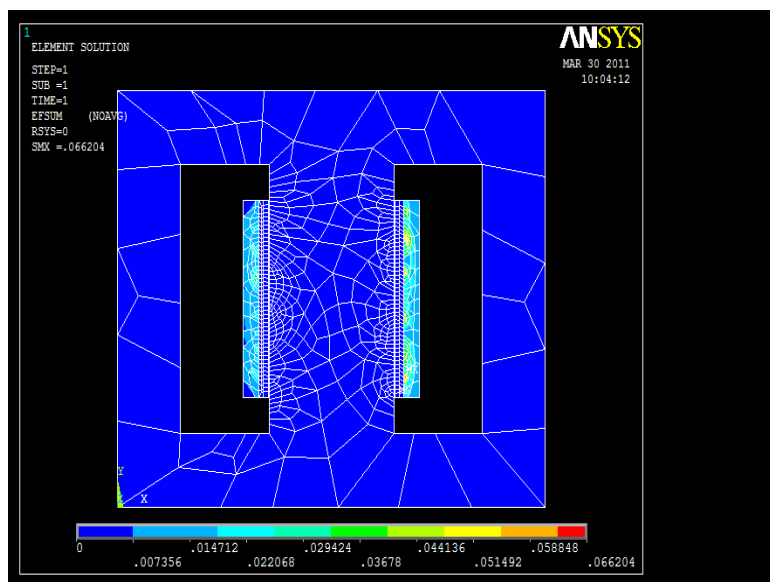 1
ELEMENT SOLUTION
ANSYS
MAR 30 2011
10:04:12
STEP=1
SUB =1
TIME=1
EFSUM    (NOAVG)
RSYS=0
SMX =.066204
Y
X
0 .014712 .029424 .044136 .058848
.007356 .022068 .03678 .051492 .066204